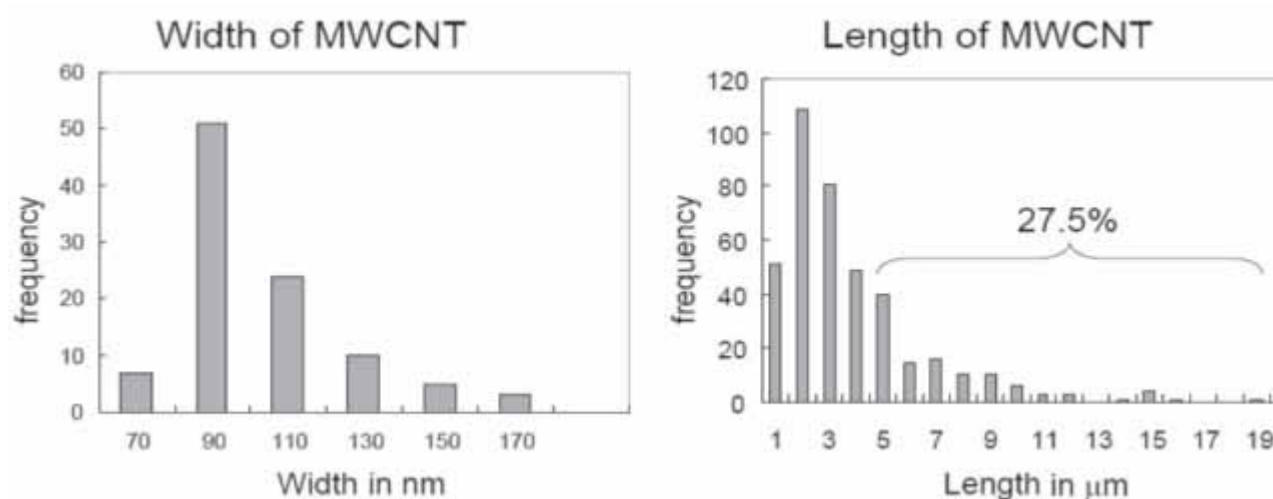 Width of MWCNT
60
50
40
30
20
10
0
frequency
70 90 110 130 150 170
Width in nm
Length of MWCNT
120
100
80
60
40
20
0
frequency
27.5%
1 3 5 7 9 11 13 15 17 19
Length in μm